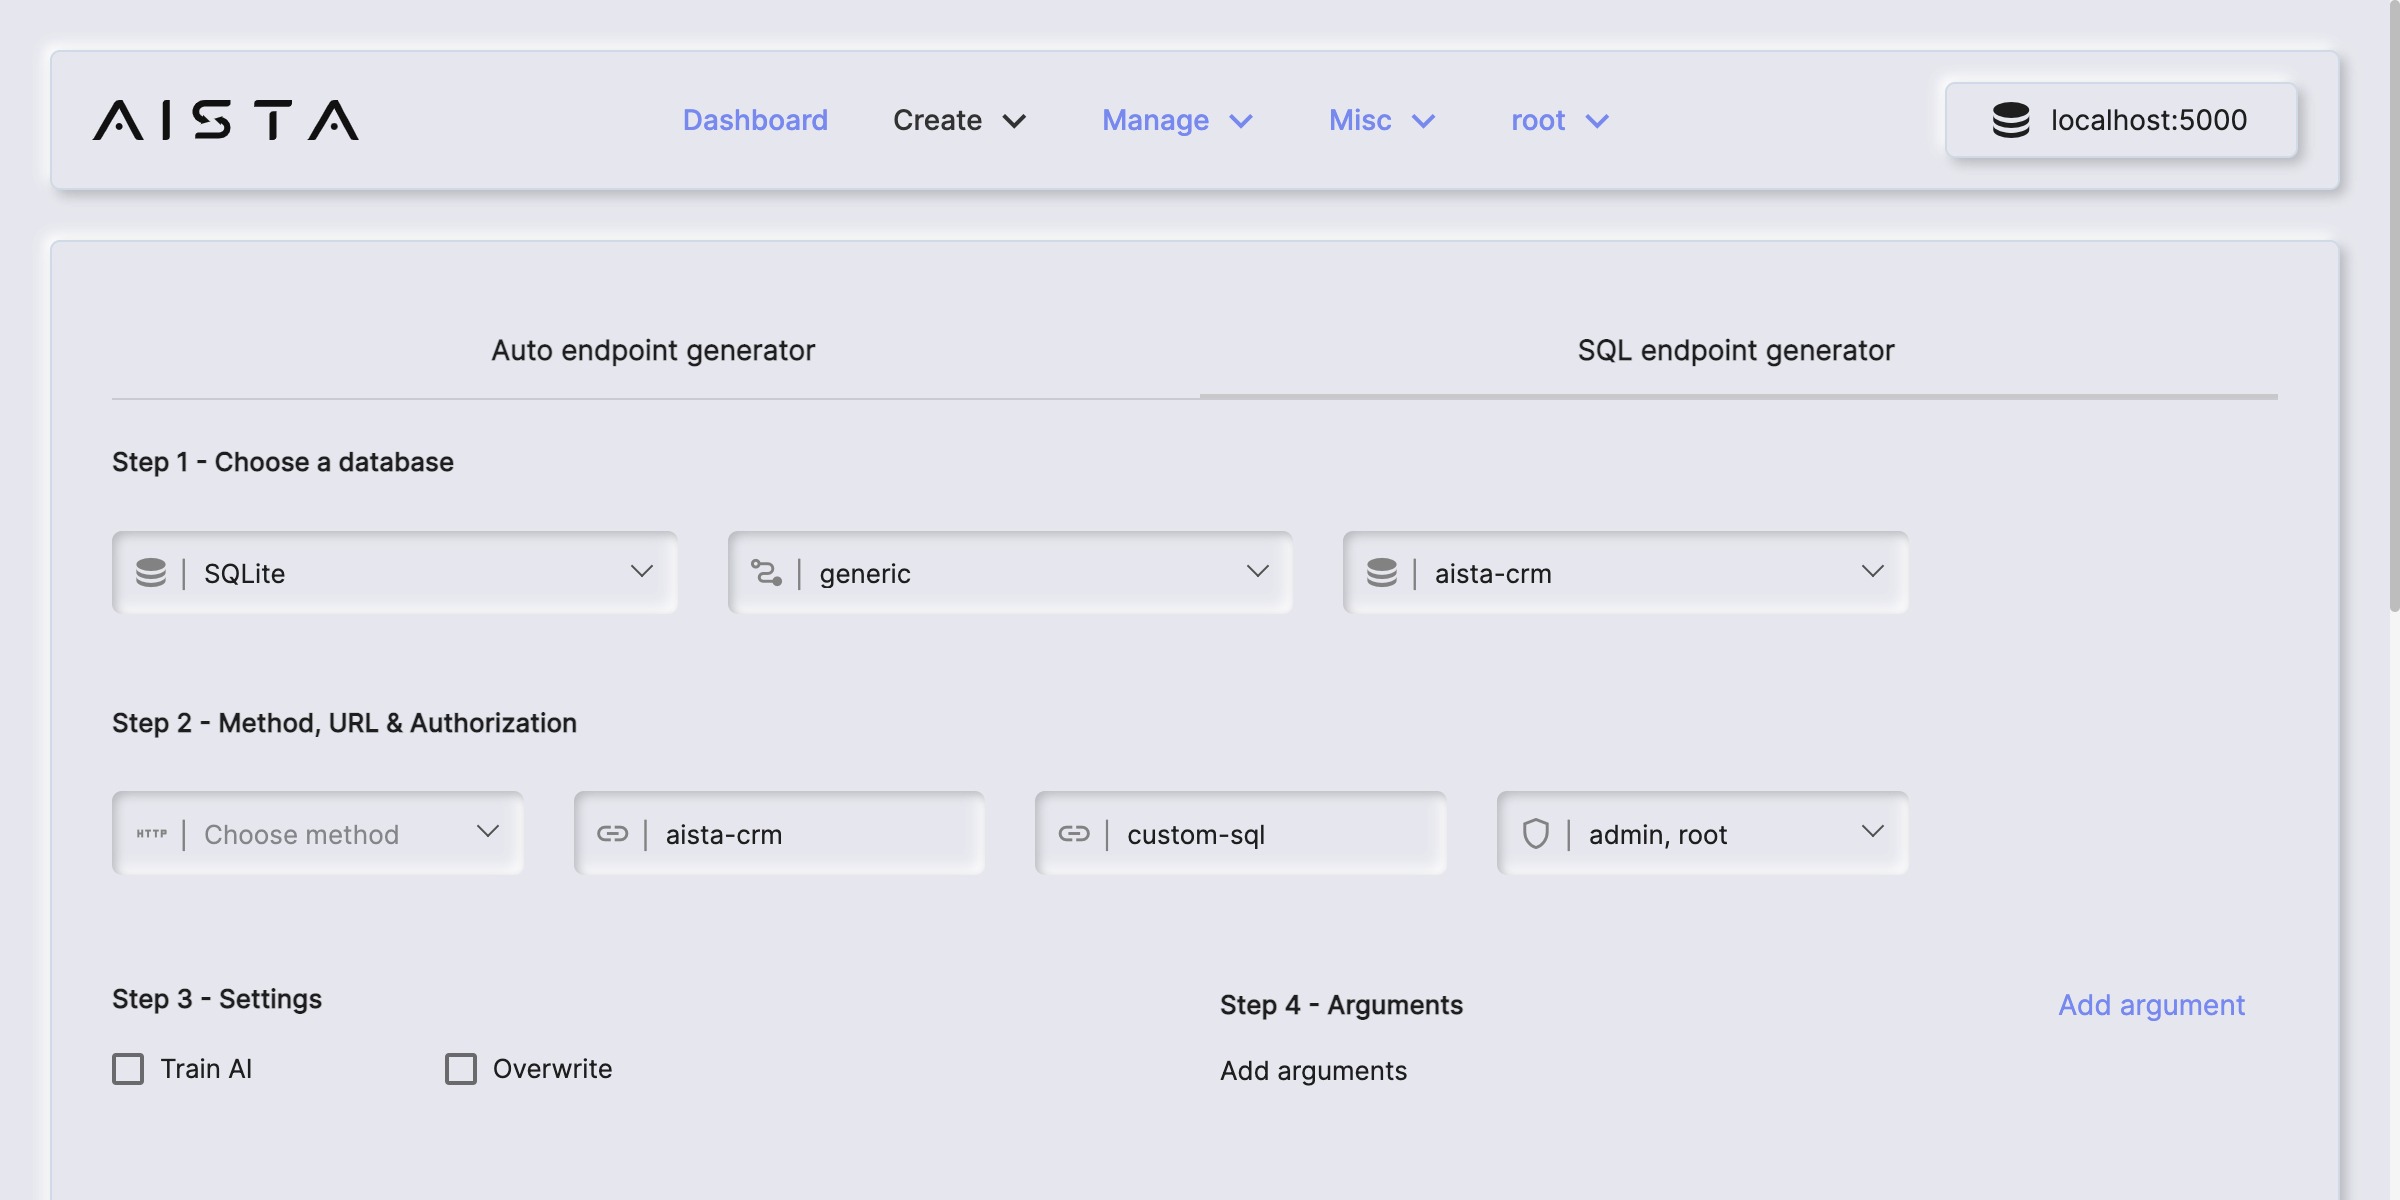 AISTA
Dashboard Create Manage Misc root localhost:5000
Auto endpoint generator SQL endpoint generator
Step 1 - Choose a database
SQLite generic aista-crm
Step 2 - Method, URL & Authorization
HTTP Choose method aista-crm custom-sql admin, root
Step 3 - Settings
Train AI Overwrite
Step 4 - Arguments Add argument
Add arguments